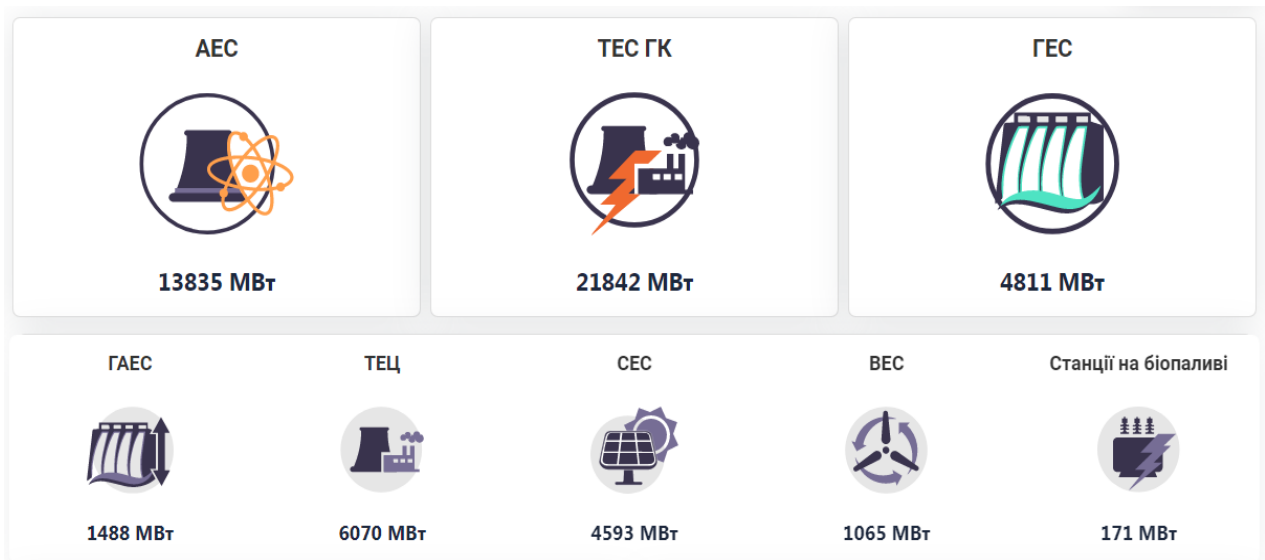 АЕС
ТЕС ГК
ГЕС
13835 МВт
21842 МВт
4811 МВт
ГАЕС
ТЕЦ
СЕС
ВЕС
Станції на біопаливі
1488 МВт
6070 МВт
4593 МВт
1065 МВт
171 МВт